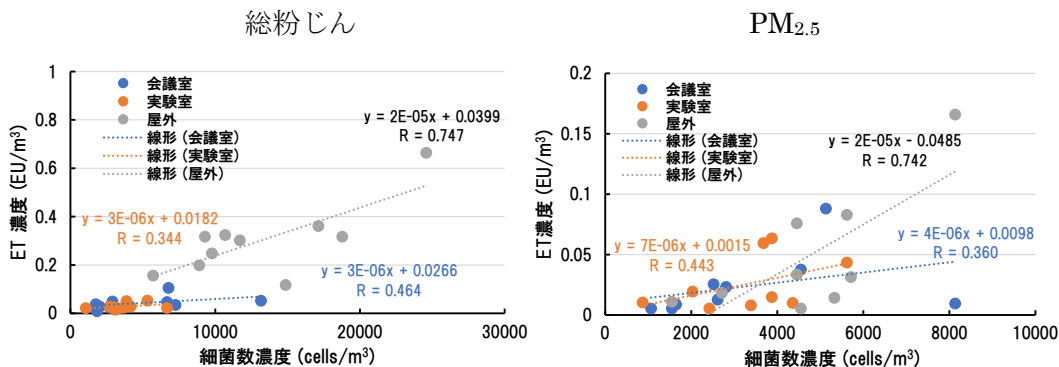 総粉じん
ET 濃度 (EU/m³)
1
0.8
0.6
0.4
0.2
0
会議室
実験室
屋外
線形 (会議室)
線形 (実験室)
線形 (屋外)
y = 2E-05x + 0.0399
R = 0.747
y = 3E-06x + 0.0182
R = 0.344
y = 3E-06x + 0.0266
R = 0.464
0
10000
20000
30000
細菌数濃度 (cells/m³)
PM₂.₅
ET濃度 (EU/m³)
0.2
0.15
0.1
0.05
0
会議室
実験室
屋外
線形 (会議室)
線形 (実験室)
線形 (屋外)
y = 2E-05x - 0.0485
R = 0.742
y = 7E-06x + 0.0015
R = 0.443
y = 4E-06x + 0.0098
R = 0.360
0
2000
4000
6000
8000
10000
細菌数濃度 (cells/m³)